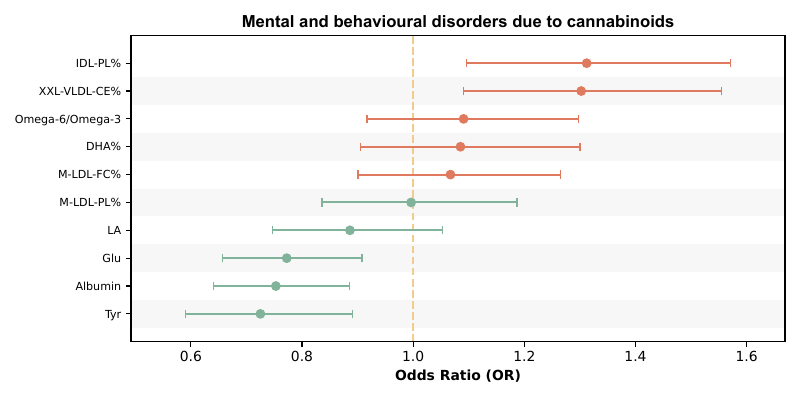 Mental and behavioural disorders due to cannabinoids
IDL-PL%
XXL-VLDL-CE%
Omega-6/Omega-3
DHA%
M-LDL-FC%
M-LDL-PL%
LA
Glu
Albumin
Tyr
0.6 0.8 1.0 1.2 1.4 1.6
Odds Ratio (OR)